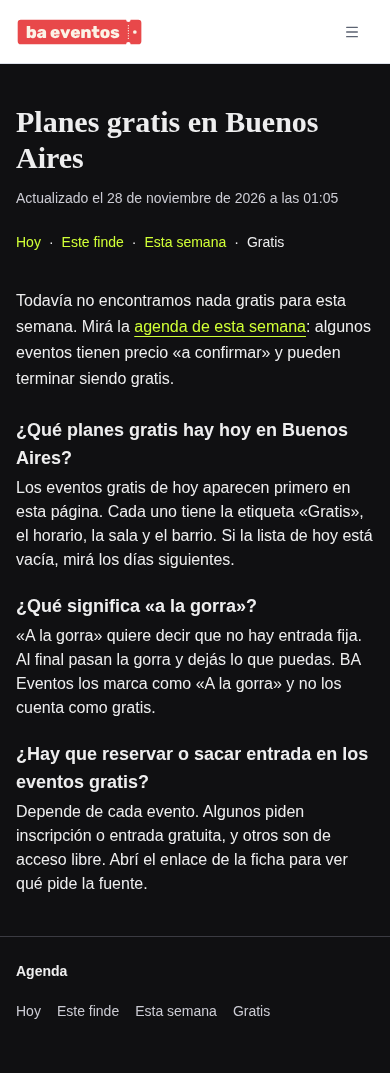 ba eventos
Planes gratis en Buenos
Aires
Actualizado el 28 de noviembre de 2026 a las 01:05
Hoy · Este finde · Esta semana · Gratis
Todavía no encontramos nada gratis para esta
semana. Mirá la agenda de esta semana: algunos
eventos tienen precio «a confirmar» y pueden
terminar siendo gratis.
¿Qué planes gratis hay hoy en Buenos
Aires?
Los eventos gratis de hoy aparecen primero en
esta página. Cada uno tiene la etiqueta «Gratis»,
el horario, la sala y el barrio. Si la lista de hoy está
vacía, mirá los días siguientes.
¿Qué significa «a la gorra»?
«A la gorra» quiere decir que no hay entrada fija.
Al final pasan la gorra y dejás lo que puedas. BA
Eventos los marca como «A la gorra» y no los
cuenta como gratis.
¿Hay que reservar o sacar entrada en los
eventos gratis?
Depende de cada evento. Algunos piden
inscripción o entrada gratuita, y otros son de
acceso libre. Abrí el enlace de la ficha para ver
qué pide la fuente.
Agenda
Hoy Este finde Esta semana Gratis